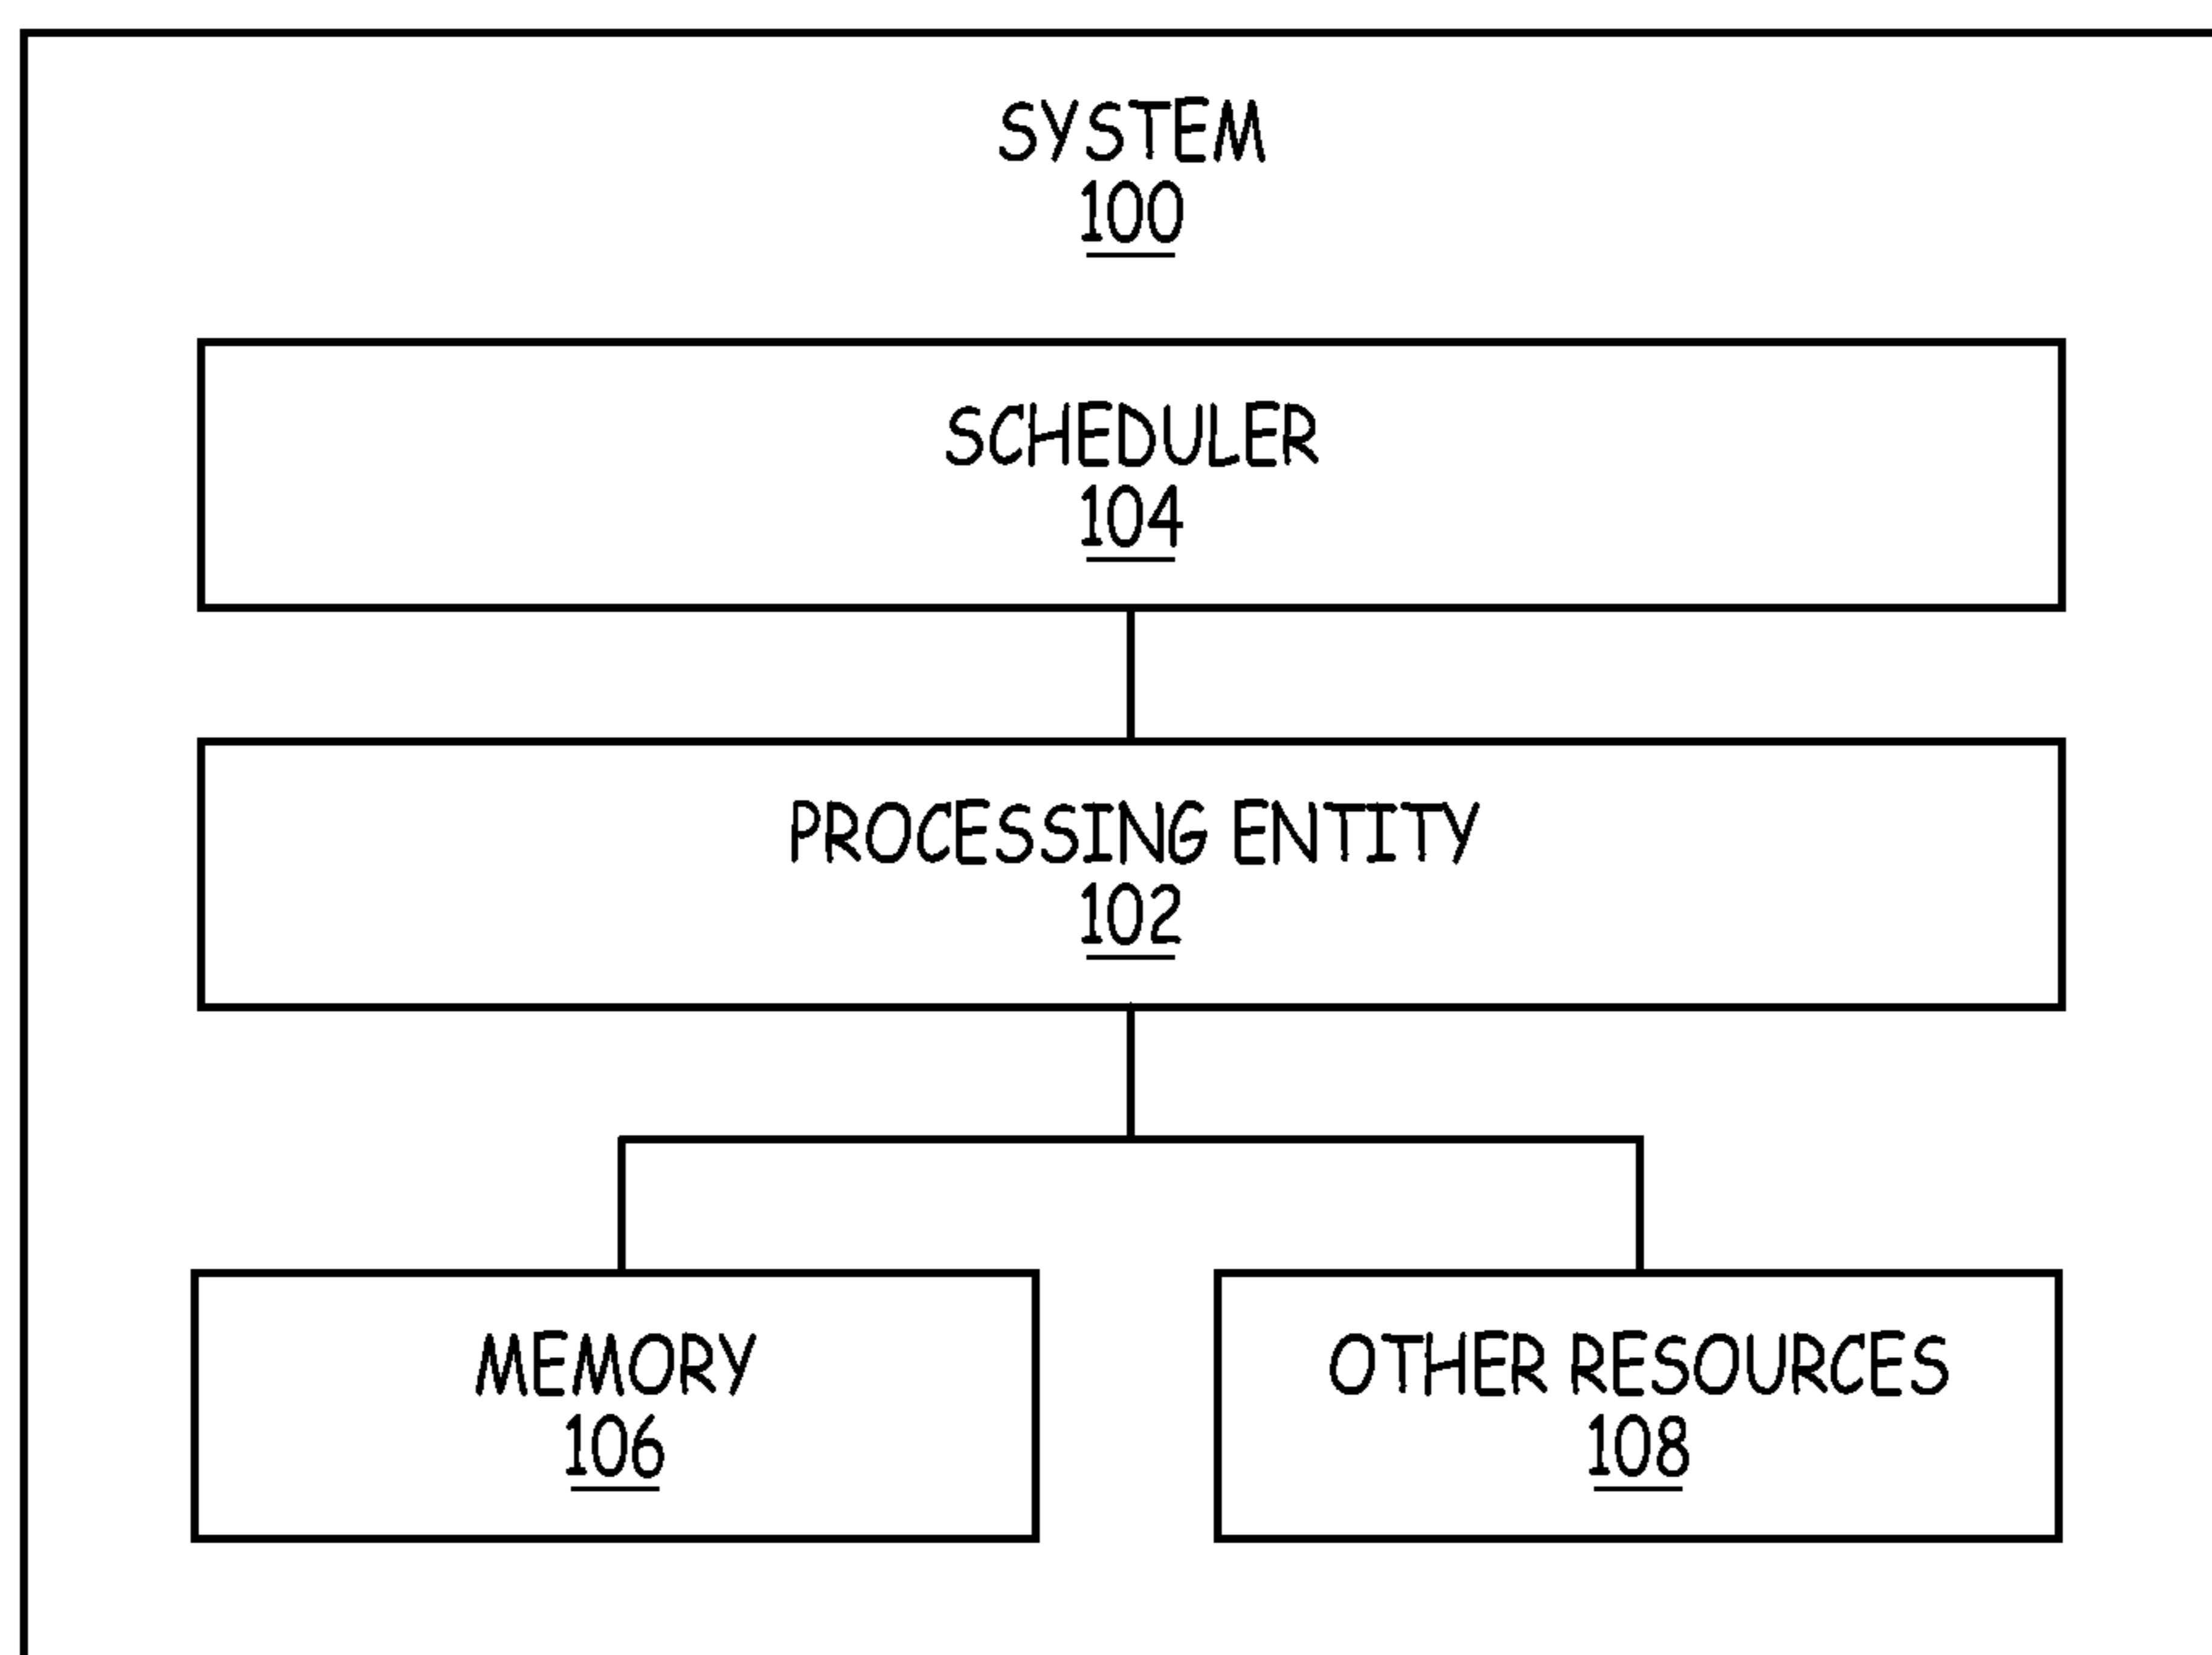 SYSTEM
100
SCHEDULER
104
PROCESSING ENTITY
102
MEMORY
106
OTHER RESOURCES
108